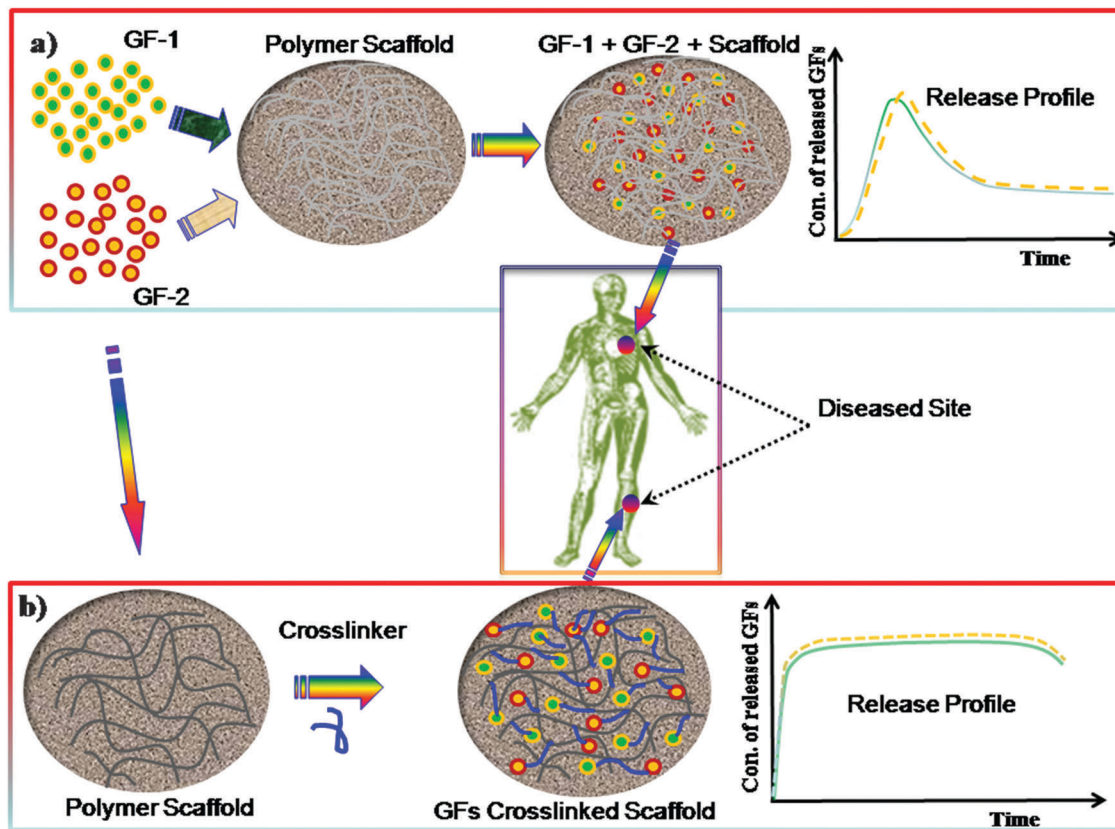 a)
GF-1
Polymer Scaffold
GF-1 + GF-2 + Scaffold
Con. of released GFs
Release Profile
Time
GF-2
Diseased Site
b)
Crosslinker
Con. of released GFs
Release Profile
Polymer Scaffold
GFs Crosslinked Scaffold
Time